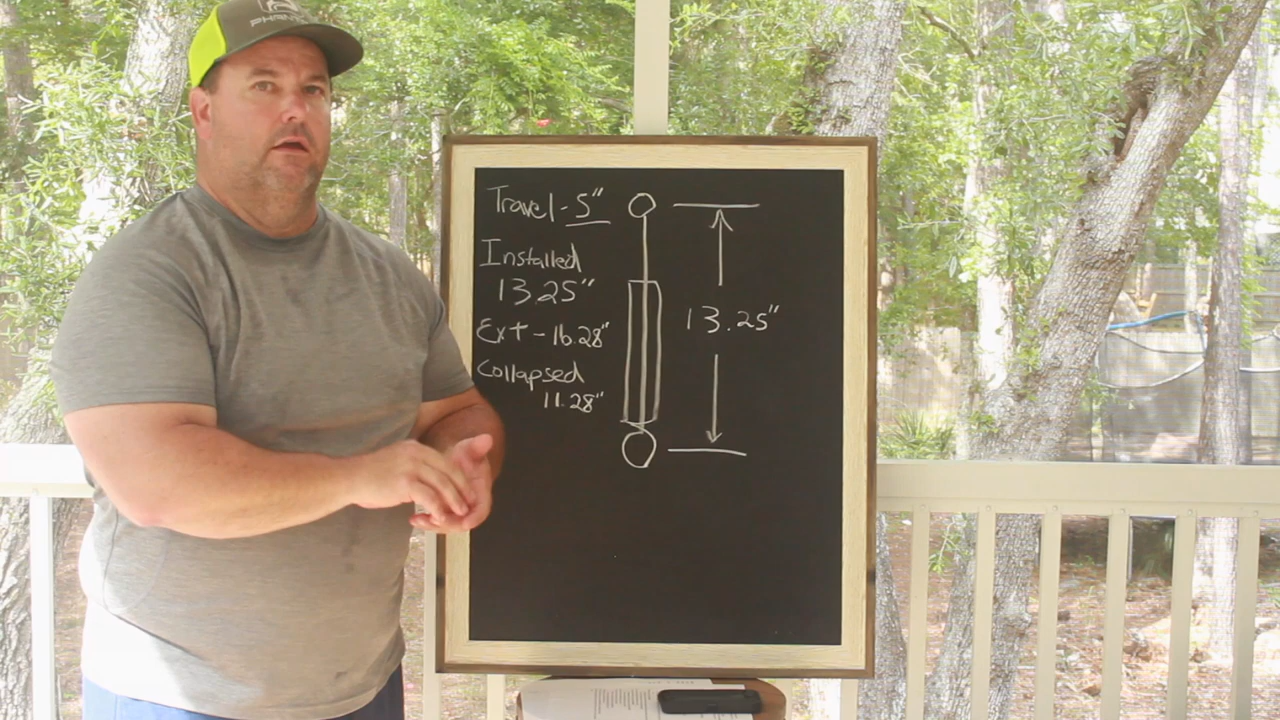 Travel - 5"
Installed
13.25"
Ext - 16.28"
Collapsed
11.28"
13.25"